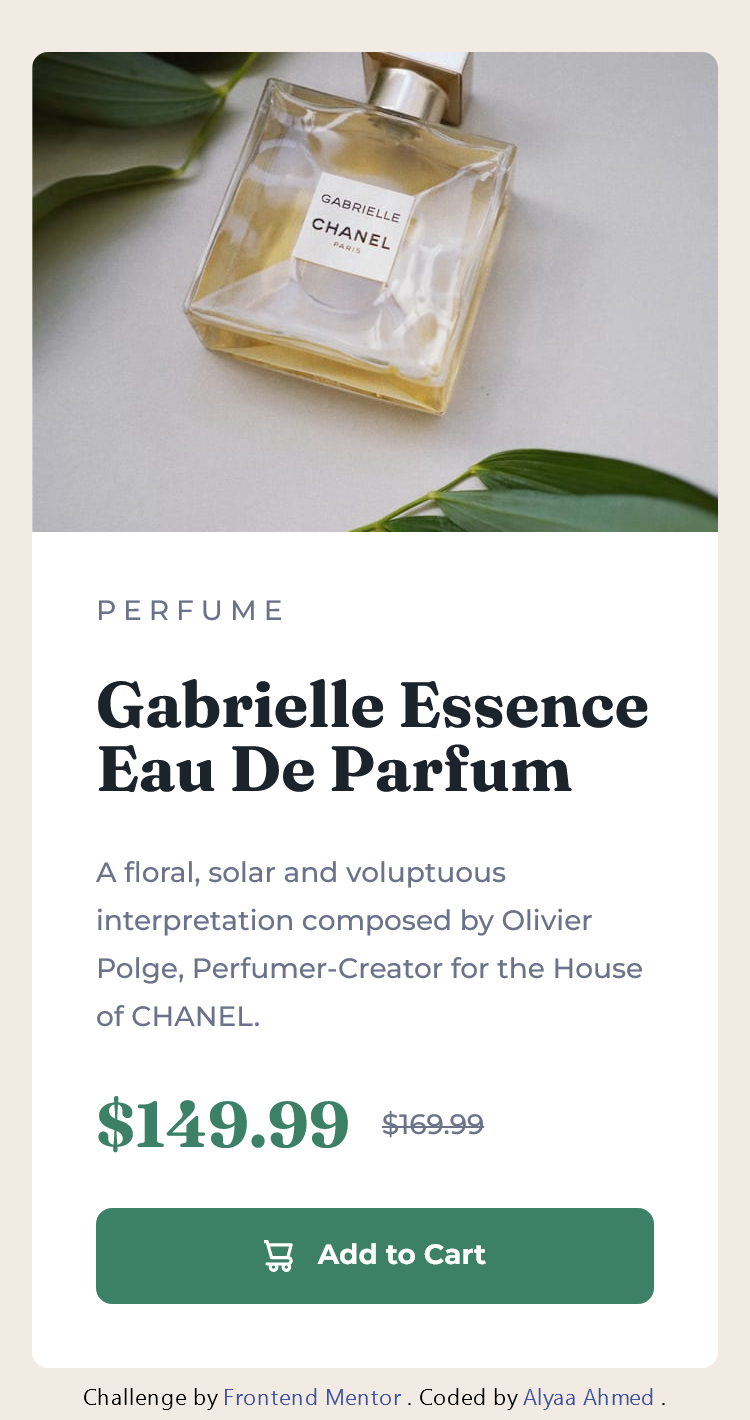 GABRIELLE
CHANEL
PARIS
PERFUME
Gabrielle Essence
Eau De Parfum
A floral, solar and voluptuous
interpretation composed by Olivier
Polge, Perfumer-Creator for the House
of CHANEL.
$149.99 $169.99
Add to Cart
Challenge by Frontend Mentor . Coded by Alyaa Ahmed .